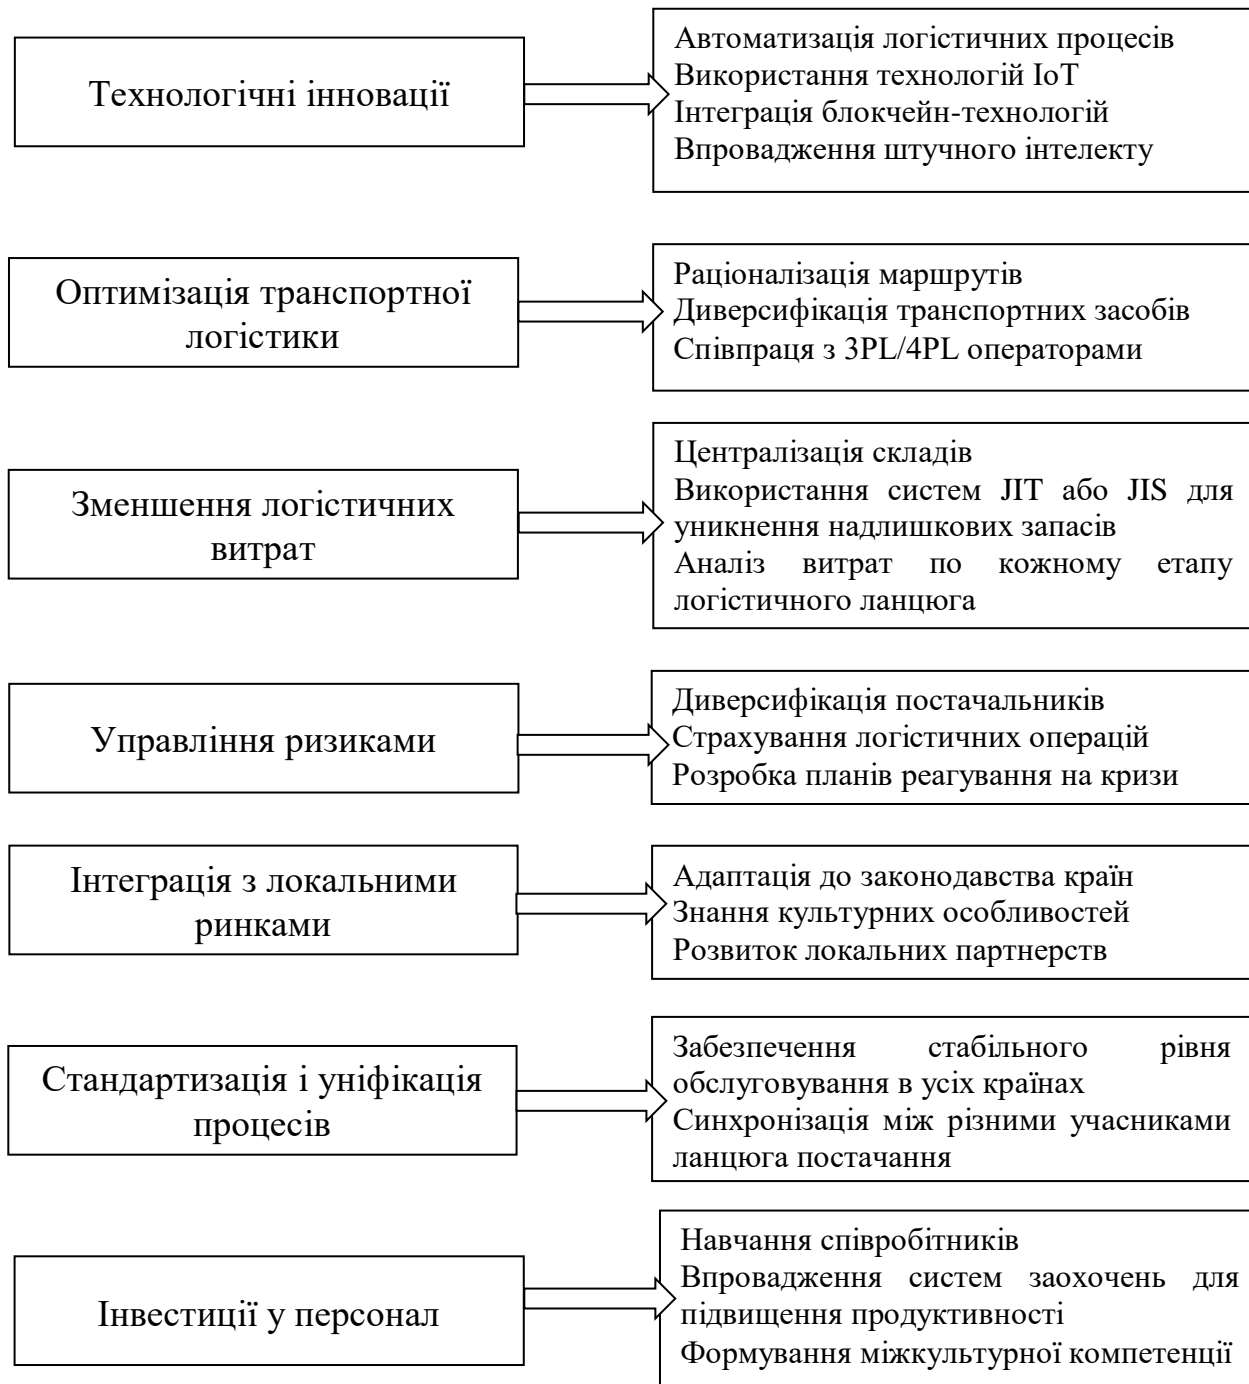 Технологічні інновації
Автоматизація логістичних процесів
Використання технологій IoT
Інтеграція блокчейн-технологій
Впровадження штучного інтелекту
Оптимізація транспортної
логістики
Раціоналізація маршрутів
Диверсифікація транспортних засобів
Співпраця з 3PL/4PL операторами
Зменшення логістичних
витрат
Централізація складів
Використання систем JIT або JIS для
уникнення надлишкових запасів
Аналіз витрат по кожному етапу
логістичного ланцюга
Управління ризиками
Диверсифікація постачальників
Страхування логістичних операцій
Розробка планів реагування на кризи
Інтеграція з локальними
ринками
Адаптація до законодавства країн
Знання культурних особливостей
Розвиток локальних партнерств
Стандартизація і уніфікація
процесів
Забезпечення стабільного рівня
обслуговування в усіх країнах
Синхронізація між різними учасниками
ланцюга постачання
Інвестиції у персонал
Навчання співробітників
Впровадження систем заохочень для
підвищення продуктивності
Формування міжкультурної компетенції